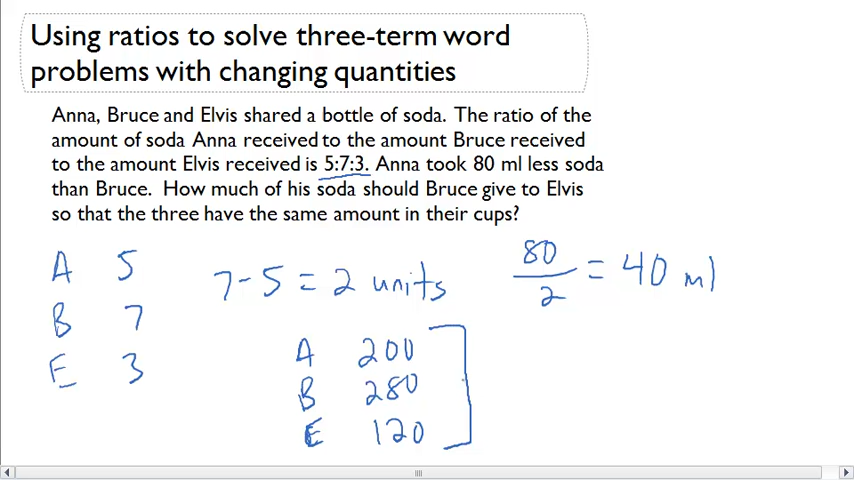 Using ratios to solve three-term word
problems with changing quantities
Anna, Bruce and Elvis shared a bottle of soda. The ratio of the
amount of soda Anna received to the amount Bruce received
to the amount Elvis received is 5:7:3. Anna took 80 ml less soda
than Bruce. How much of his soda should Bruce give to Elvis
so that the three have the same amount in their cups?
A 5
B 7
E 3
7-5 = 2 units
80/2 = 40 ml
A 200
B 280
E 120